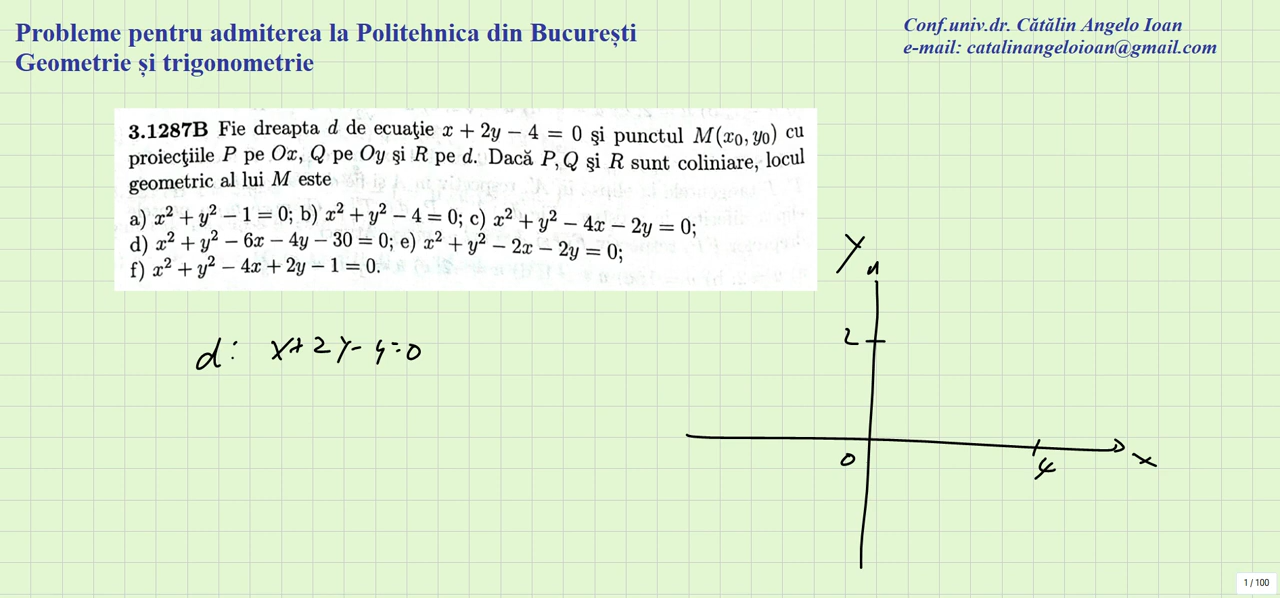 Probleme pentru admiterea la Politehnica din București
Geometrie și trigonometrie
Conf.univ.dr. Cătălin Angelo Ioan
e-mail: catalinangeloioan@gmail.com
3.1287B Fie dreapta d de ecuaţie x + 2y − 4 = 0 şi punctul M(x₀, y₀) cu
proiecţiile P pe Ox, Q pe Oy şi R pe d. Dacă P, Q şi R sunt coliniare, locul
geometric al lui M este
a) x² + y² − 1 = 0; b) x² + y² − 4 = 0; c) x² + y² − 4x − 2y = 0;
d) x² + y² − 6x − 4y − 30 = 0; e) x² + y² − 2x − 2y = 0;
f) x² + y² − 4x + 2y − 1 = 0.
d: x+2y-4=0
y
2
0
4
x
1 / 100